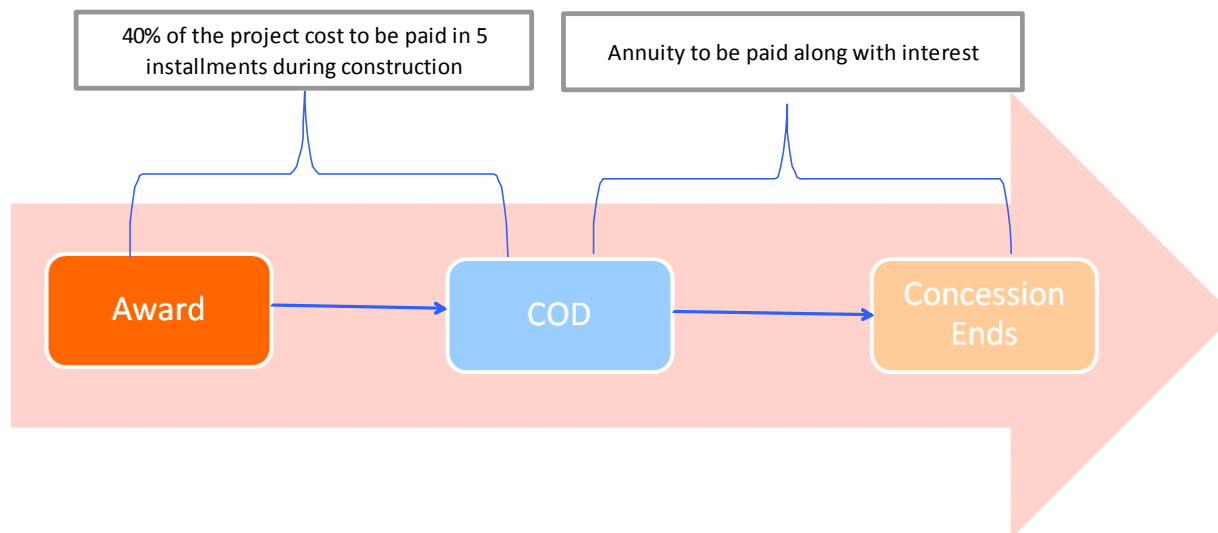 40% of the project cost to be paid in 5
installments during construction
Annuity to be paid along with interest
Award
COD
Concession
Ends